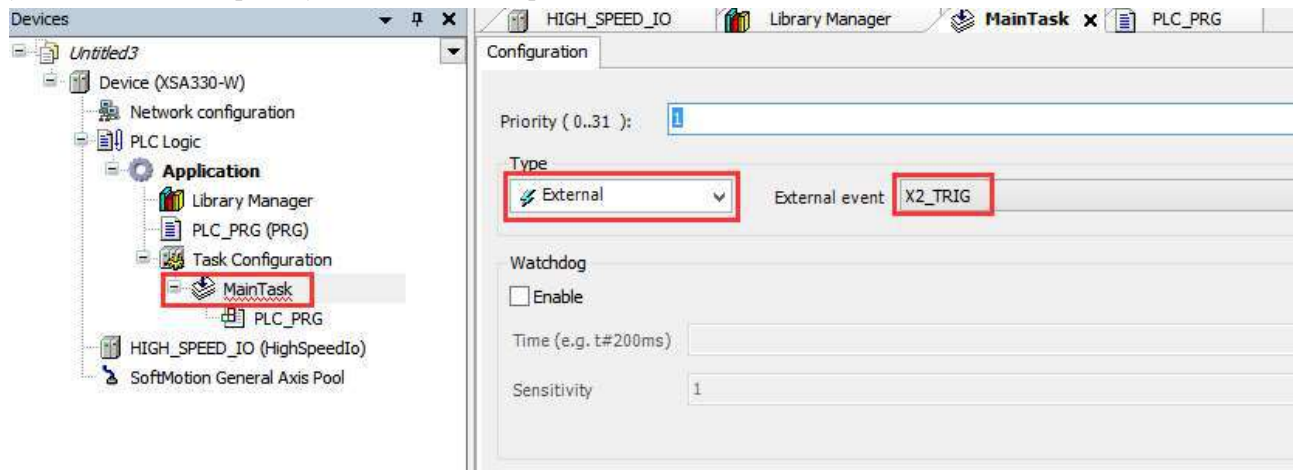 Devices
HIGH_SPEED_IO
Library Manager
MainTask
PLC_PRG
Untitled3
Device (XSA330-W)
Network configuration
PLC Logic
Application
Library Manager
PLC_PRG (PRG)
Task Configuration
MainTask
PLC_PRG
HIGH_SPEED_IO (HighSpeedIo)
SoftMotion General Axis Pool
Configuration
Priority ( 0..31 ):
1
Type
External
External event
X2_TRIG
Watchdog
Enable
Time (e.g. t#200ms)
Sensitivity
1